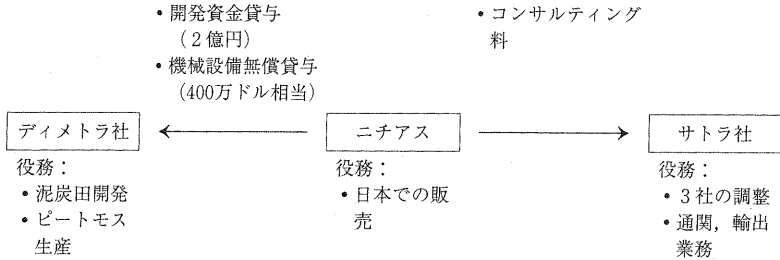 ・開発資金貸与
（２億円）
・機械設備無償貸与
（400万ドル相当）
・コンサルティング
料
ディメトラ社
ニチアス
サトラ社
役務：
・泥炭田開発
・ピートモス
生産
役務：
・日本での販
売
役務：
・３社の調整
・通関，輸出
業務